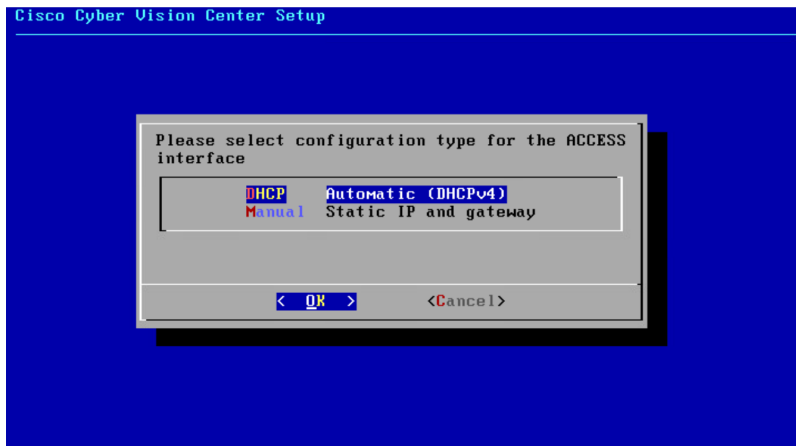 Cisco Cyber Vision Center Setup
Please select configuration type for the ACCESS
interface
DHCP Automatic (DHCPv4)
Manual Static IP and gateway
< OK > <Cancel>